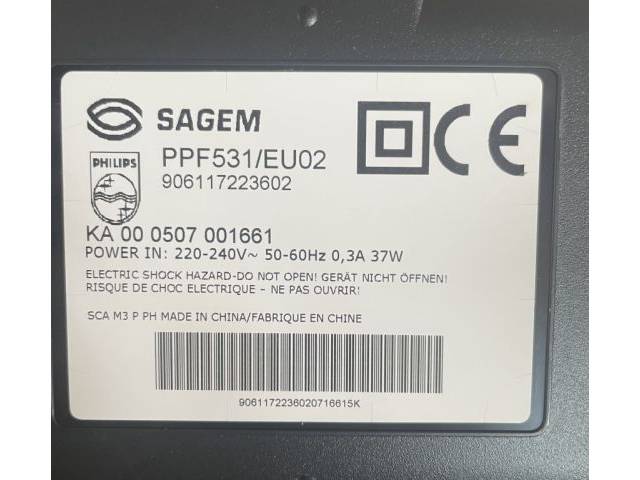 SAGEM
CE
PHILIPS
PPF531/EU02
906117223602
KA 00 0507 001661
POWER IN: 220-240V~ 50-60Hz 0,3A 37W
ELECTRIC SHOCK HAZARD-DO NOT OPEN! GERÄT NICHT ÖFFNEN!
RISQUE DE CHOC ELECTRIQUE - NE PAS OUVRIR!
SCA M3 P PH MADE IN CHINA/FABRIQUE EN CHINE
9061172236020716615K